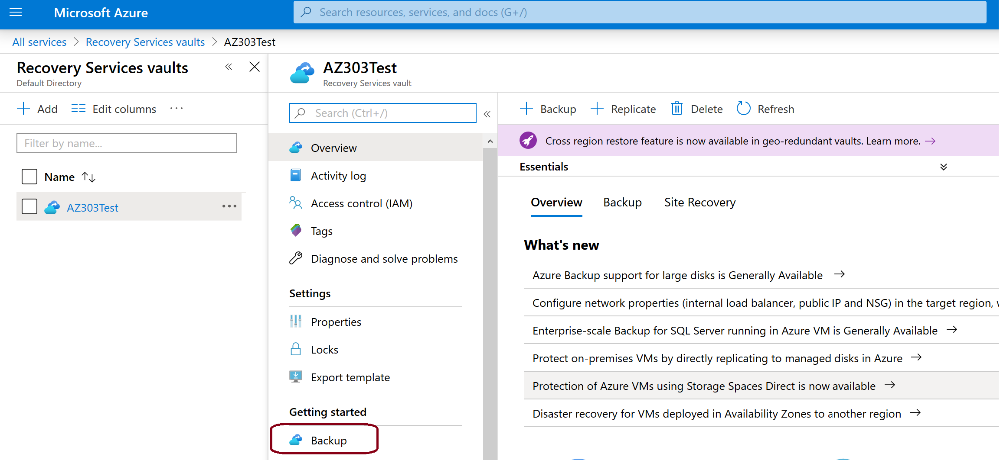 Microsoft Azure
Search resources, services, and docs (G+/)
All services > Recovery Services vaults > AZ303Test
Recovery Services vaults
Default Directory
Add
Edit columns
Filter by name...
Name
AZ303Test
AZ303Test
Recovery Services vault
Search (Ctrl+/)
Overview
Activity log
Access control (IAM)
Tags
Diagnose and solve problems
Settings
Properties
Locks
Export template
Getting started
Backup
Backup
Replicate
Delete
Refresh
Cross region restore feature is now available in geo-redundant vaults. Learn more.
Essentials
Overview
Backup
Site Recovery
What's new
Azure Backup support for large disks is Generally Available
Configure network properties (internal load balancer, public IP and NSG) in the target region,
Enterprise-scale Backup for SQL Server running in Azure VM is Generally Available
Protect on-premises VMs by directly replicating to managed disks in Azure
Protection of Azure VMs using Storage Spaces Direct is now available
Disaster recovery for VMs deployed in Availability Zones to another region